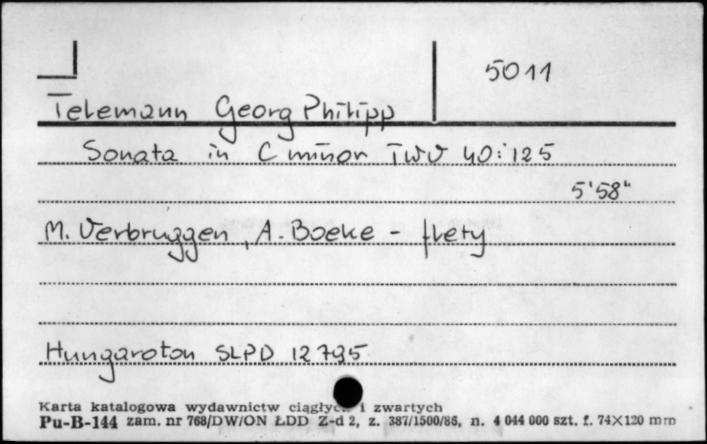 5011
Telemann Georg Philipp
Sonata in C minor TWV 40:125
5'58"
M. Verbruggen, A. Boeke - flety
Hungaroton SLPD 12795
Karta katalogowa wydawnictw ciągłych i zwartych
Pu-B-144 zam. nr 768/DW/ON ŁDD Z-d 2, z. 387/1500/86, n. 4 044 000 szt. f. 74×120 mm